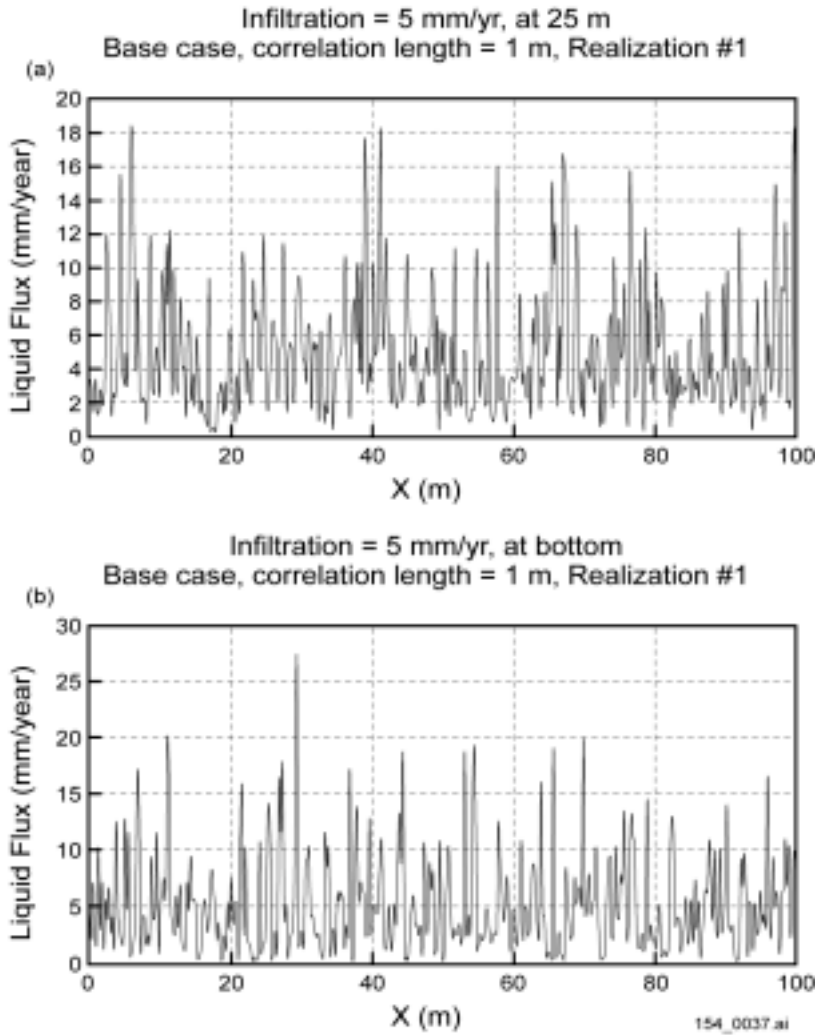 Infiltration = 5 mm/yr, at 25 m
Base case, correlation length = 1 m, Realization #1
(a)
20
18
16
14
12
10
8
6
4
2
0
Liquid Flux (mm/year)
0 20 40 60 80 100
X (m)
Infiltration = 5 mm/yr, at bottom
Base case, correlation length = 1 m, Realization #1
(b)
30
25
20
15
10
5
0
Liquid Flux (mm/year)
0 20 40 60 80 100
X (m)
154_0037.ai